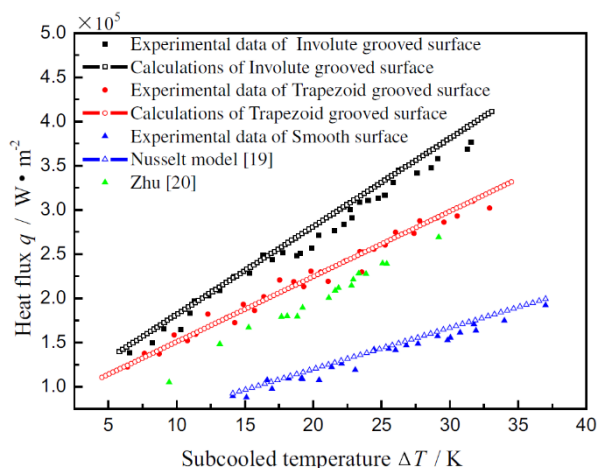 ×10⁵
5.0
4.5
4.0
3.5
3.0
2.5
2.0
1.5
1.0
Heat flux q / W•m⁻²
Experimental data of Involute grooved surface
Calculations of Involute grooved surface
Experimental data of Trapezoid grooved surface
Calculations of Trapezoid grooved surface
Experimental data of Smooth surface
Nusselt model [19]
Zhu [20]
0 5 10 15 20 25 30 35 40
Subcooled temperature ΔT / K